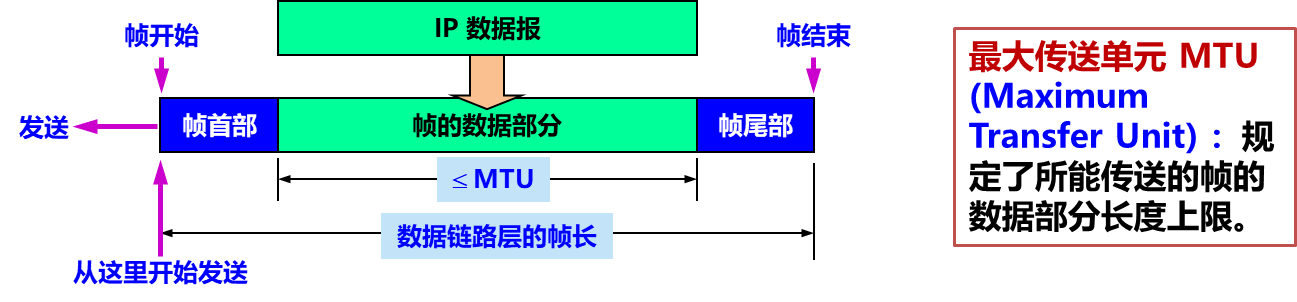 IP 数据报
帧开始
帧结束
发送
帧首部
帧的数据部分
帧尾部
≤ MTU
数据链路层的帧长
从这里开始发送
最大传送单元 MTU
(Maximum
Transfer Unit) ：规
定了所能传送的帧的
数据部分长度上限。